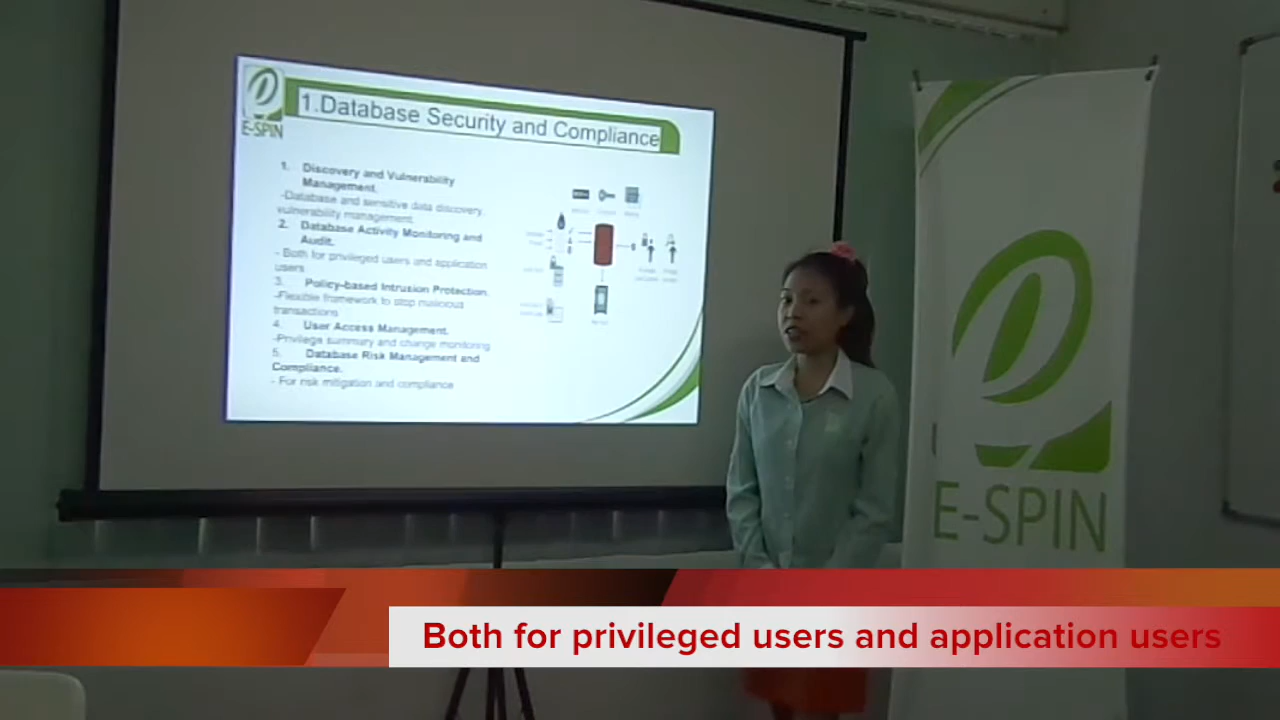 E-SPIN
1.Database Security and Compliance
1. Discovery and Vulnerability
Management.
-Database and sensitive data discovery,
vulnerability management.
2. Database Activity Monitoring and
Audit.
- Both for privileged users and application
users
3. Policy-based Intrusion Protection.
-Flexible framework to stop malicious
transactions
4. User Access Management.
-Privilege summary and change monitoring
5. Database Risk Management and
Compliance.
- For risk mitigation and compliance
E-SPIN
Both for privileged users and application users